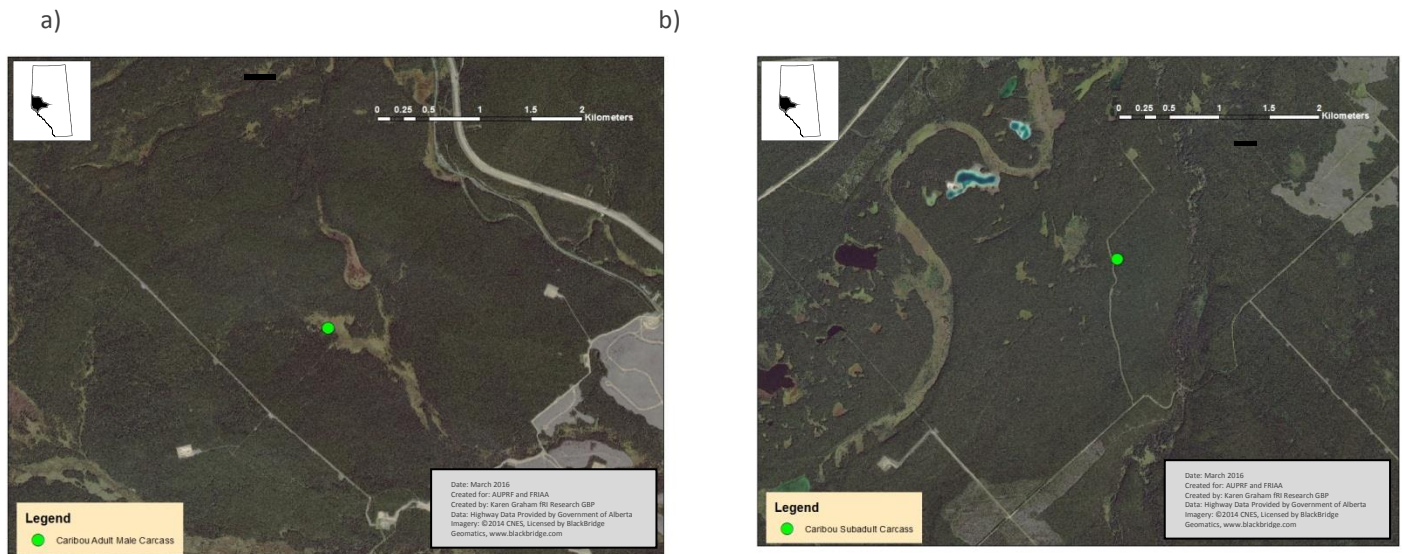 a)
b)
0 0.25 0.5 1 1.5 2
Kilometers
Date: March 2016
Created for: AUPRF and FRIAA
Created by: Karen Graham fRI Research GBP
Data: Highway Data Provided by Government of Alberta
Imagery: ©2014 CNES, Licensed by BlackBridge
Geomatics, www.blackbridge.com
Legend
Caribou Adult Male Carcass
0 0.25 0.5 1 1.5 2
Kilometers
Date: March 2016
Created for: AUPRF and FRIAA
Created by: Karen Graham fRI Research GBP
Data: Highway Data Provided by Government of Alberta
Imagery: ©2014 CNES, Licensed by BlackBridge
Geomatics, www.blackbridge.com
Legend
Caribou Subadult Carcass